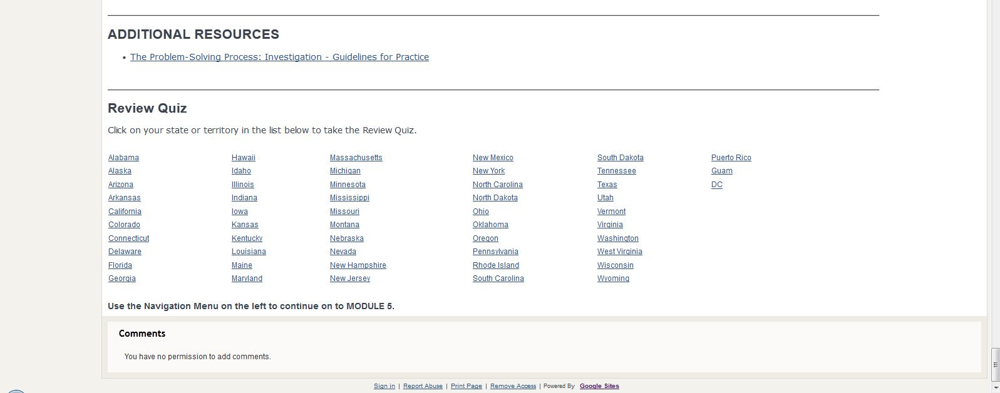 ADDITIONAL RESOURCES
• The Problem-Solving Process: Investigation - Guidelines for Practice
Review Quiz
Click on your state or territory in the list below to take the Review Quiz.
Alabama Hawaii Massachusetts New Mexico South Dakota Puerto Rico
Alaska Idaho Michigan New York Tennessee Guam
Arizona Illinois Minnesota North Carolina Texas DC
Arkansas Indiana Mississippi North Dakota Utah
California Iowa Missouri Ohio Vermont
Colorado Kansas Montana Oklahoma Virginia
Connecticut Kentucky Nebraska Oregon Washington
Delaware Louisiana Nevada Pennsylvania West Virginia
Florida Maine New Hampshire Rhode Island Wisconsin
Georgia Maryland New Jersey South Carolina Wyoming
Use the Navigation Menu on the left to continue on to MODULE 5.
Comments
You have no permission to add comments.
Sign in | Report Abuse | Print Page | Remove Access | Powered By Google Sites